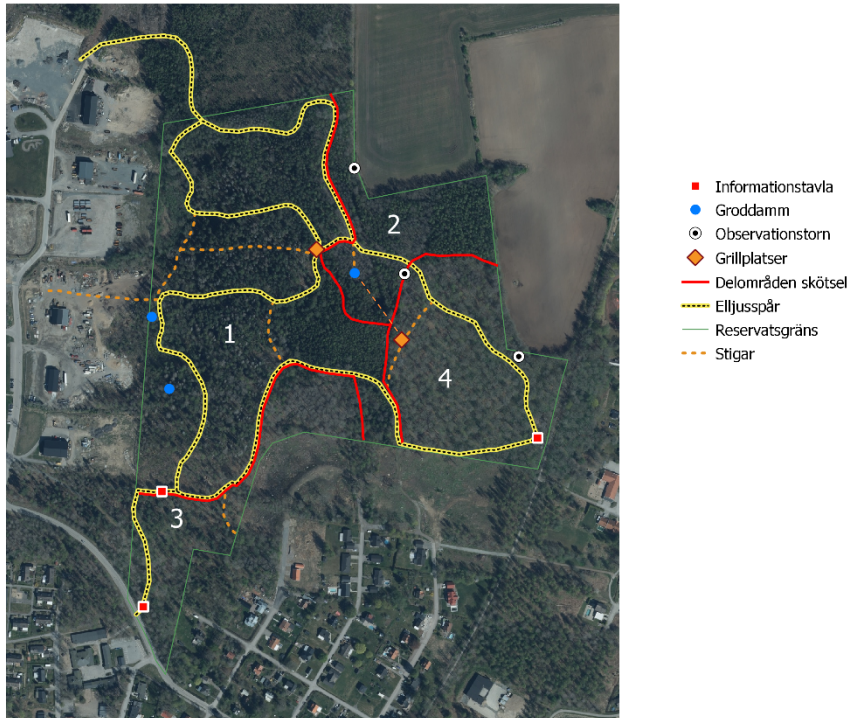 Informationstavla
Groddamm
Observationstorn
Grillplatser
Delområden skötsel
Elljusspår
Reservatsgräns
Stigar
2
1
4
3